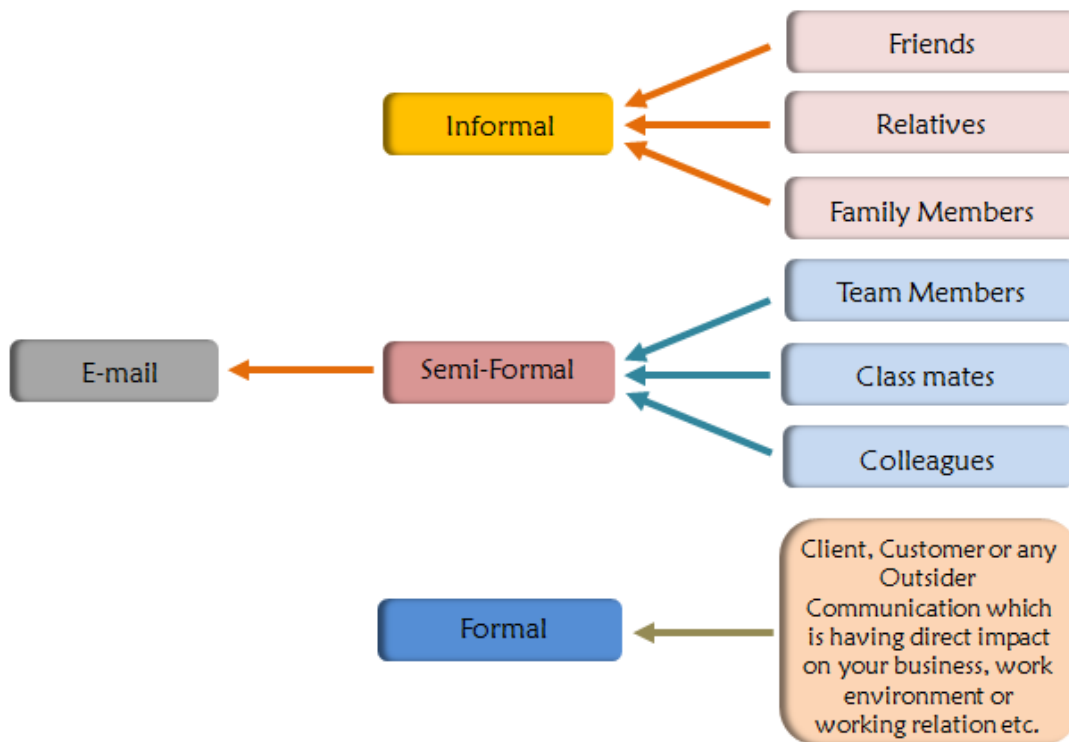 Friends
Informal
Relatives
Family Members
Team Members
E-mail
Semi-Formal
Class mates
Colleagues
Client, Customer or any
Outsider
Communication which
is having direct impact
on your business, work
environment or
working relation etc.
Formal